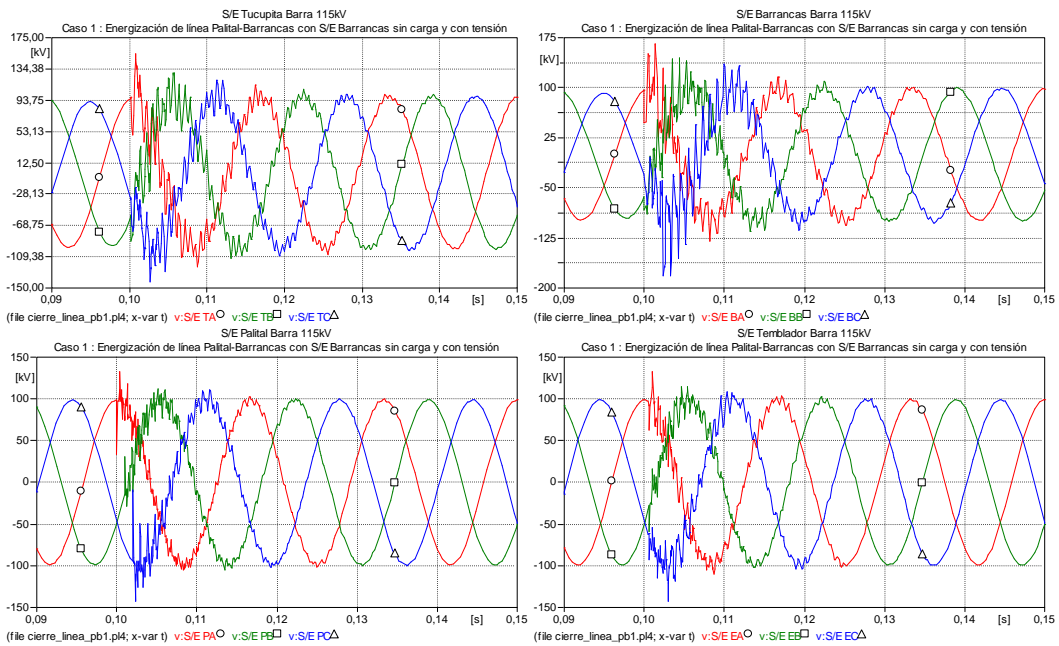 S/E Tucupita Barra 115kV
Caso 1 : Energización de línea Palital-Barrancas con S/E Barrancas sin carga y con tensión
175,00
[kV]
134,38
93,75
53,13
12,50
-28,13
-68,75
-109,38
-150,00
0,09 0,10 0,11 0,12 0,13 0,14 [s] 0,15
(file cierre_linea_pb1.pl4; x-var t) v:S/E TA v:S/E TB v:S/E TC
S/E Barrancas Barra 115kV
Caso 1 : Energización de línea Palital-Barrancas con S/E Barrancas sin carga y con tensión
175
[kV]
100
25
-50
-125
-200
0,09 0,10 0,11 0,12 0,13 0,14 [s] 0,15
(file cierre_linea_pb1.pl4; x-var t) v:S/E BA v:S/E BB v:S/E BC
S/E Palital Barra 115kV
Caso 1 : Energización de línea Palital-Barrancas con S/E Barrancas sin carga y con tensión
150
[kV]
100
50
0
-50
-100
-150
0,09 0,10 0,11 0,12 0,13 0,14 [s] 0,15
(file cierre_linea_pb1.pl4; x-var t) v:S/E PA v:S/E PB v:S/E PC
S/E Temblador Barra 115kV
Caso 1 : Energización de línea Palital-Barrancas con S/E Barrancas sin carga y con tensión
150
[kV]
100
50
0
-50
-100
-150
0,09 0,10 0,11 0,12 0,13 0,14 [s] 0,15
(file cierre_linea_pb1.pl4; x-var t) v:S/E EA v:S/E EB v:S/E EC